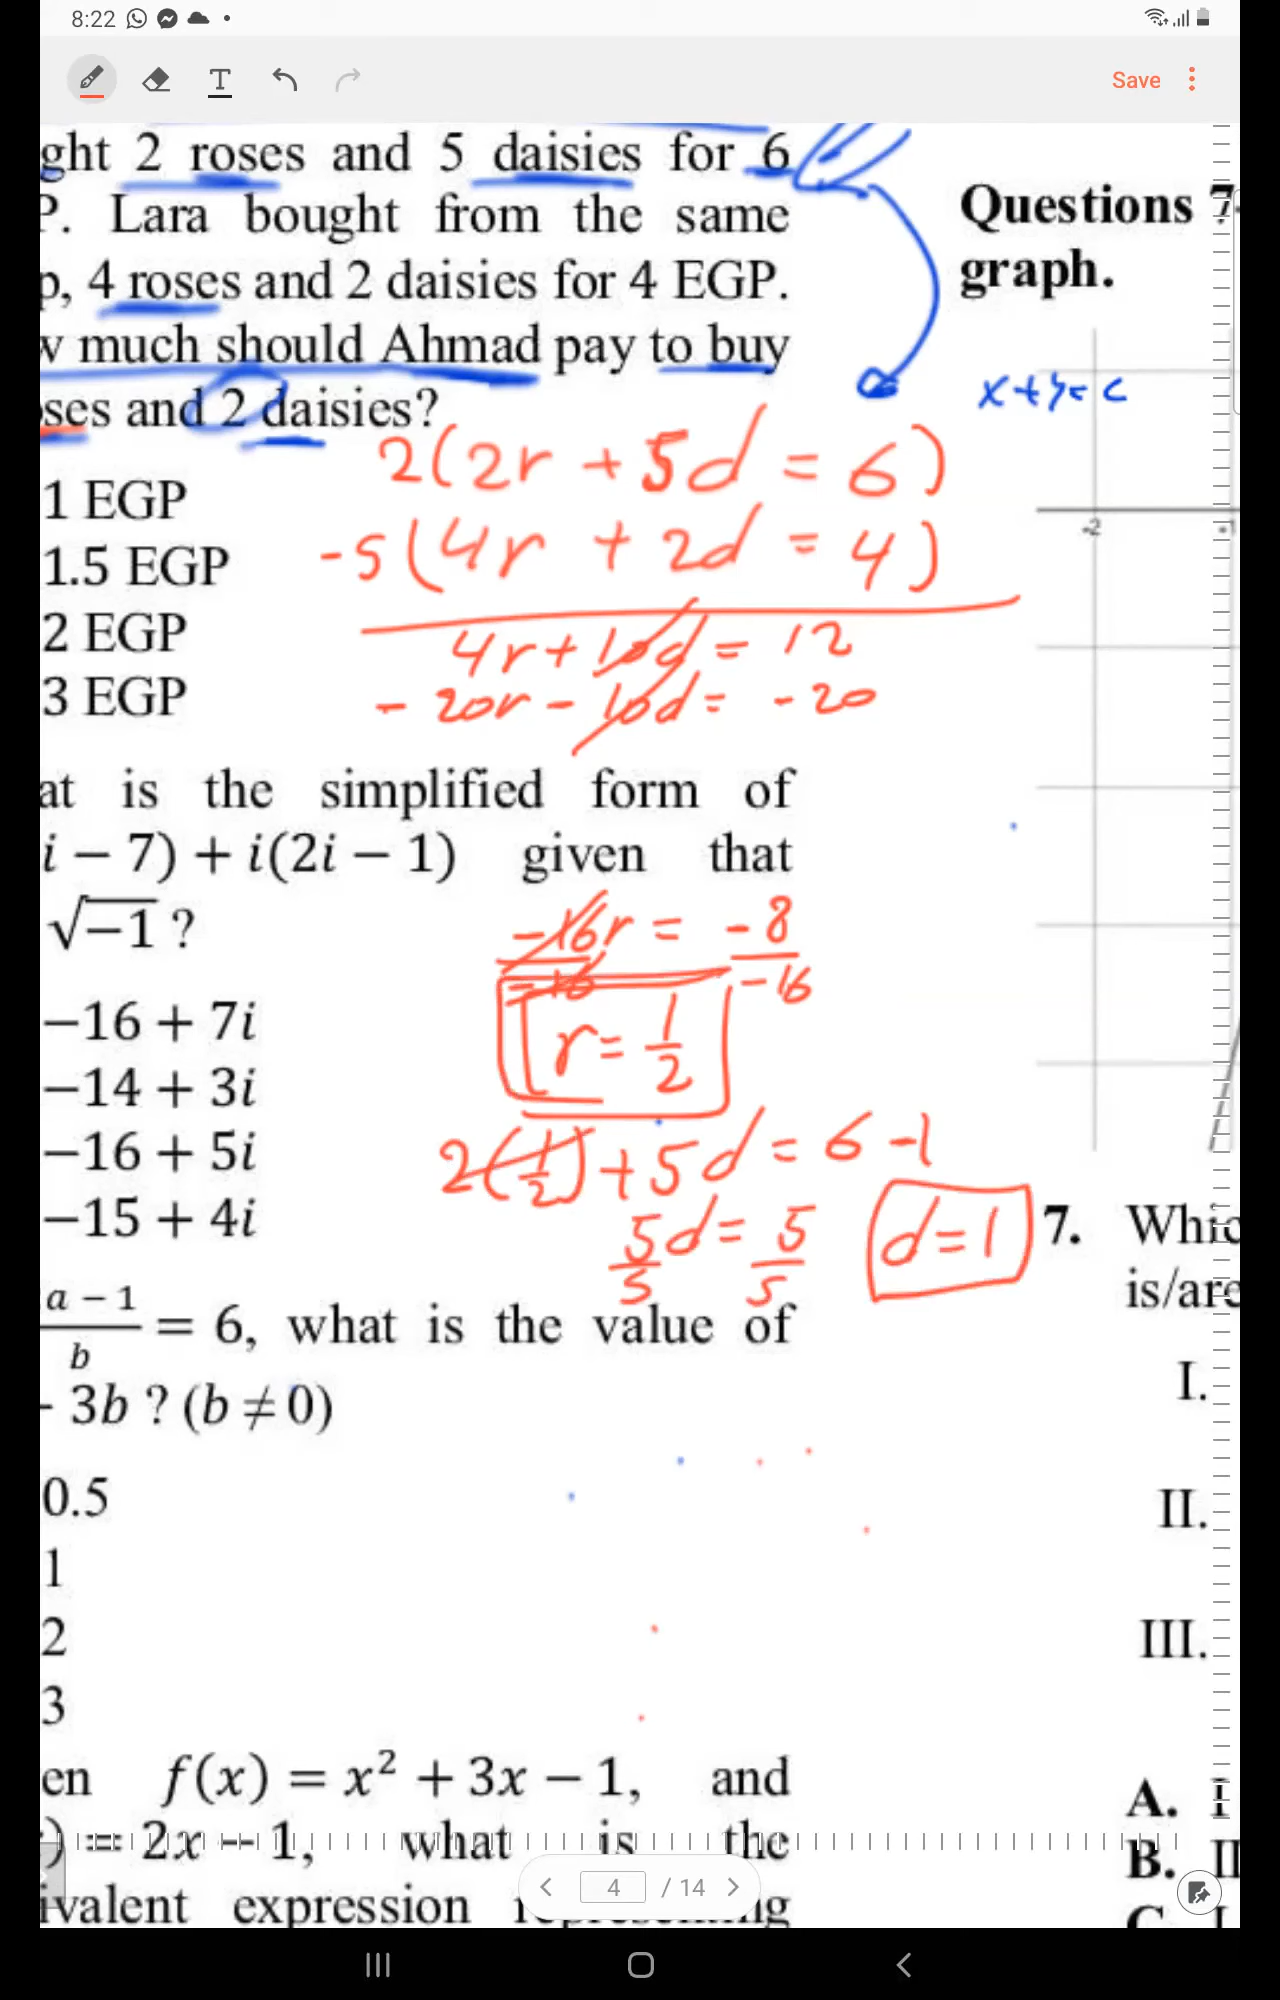 8:22
Save
ght 2 roses and 5 daisies for 6
P. Lara bought from the same
p, 4 roses and 2 daisies for 4 EGP.
w much should Ahmad pay to buy
oses and 2 daisies?
1 EGP
1.5 EGP
2 EGP
3 EGP
2(2r + 5d = 6)
-5(4r + 2d = 4)
4r + 10d = 12
- 20r - 10d = - 20
at is the simplified form of
i − 7) + i(2i − 1) given that
√−1 ?
−16 + 7i
−14 + 3i
−16 + 5i
−15 + 4i
-16r = -8
-16 -16
r = 1/2
2(1/2) + 5d = 6 -1
5d = 5
5 5
d = 1
a − 1
b
= 6, what is the value of
- 3b ? (b ≠ 0)
0.5
1
2
3
en f(x) = x² + 3x − 1, and
) = 2x − 1, what is the
ivalent expression
4 / 14
Questions 7
graph.
x + y = c
-2 -1
7. Whic
is/are
I.
II.
III.
A. I
B. II
C